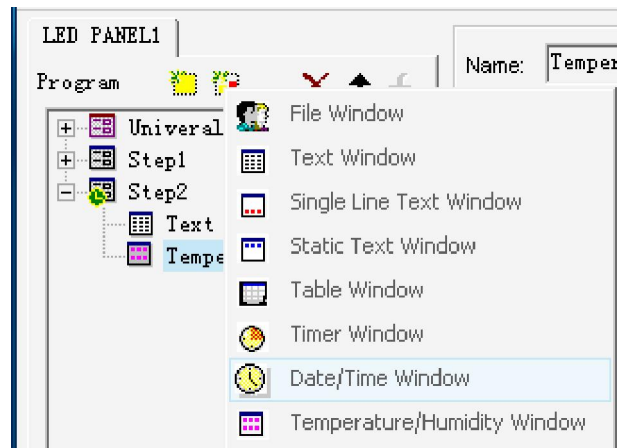 LED PANEL1
Program
Name: Temper
Univeral
Step1
Step2
Text
Tempe
File Window
Text Window
Single Line Text Window
Static Text Window
Table Window
Timer Window
Date/Time Window
Temperature/Humidity Window